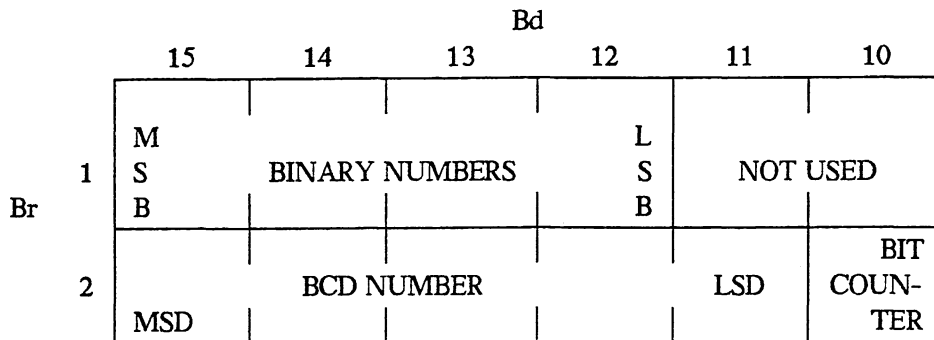 Bd
15 14 13 12 11 10
M L
1 S BINARY NUMBERS S NOT USED
Br B B
BIT
2 BCD NUMBER LSD COUN-
MSD TER